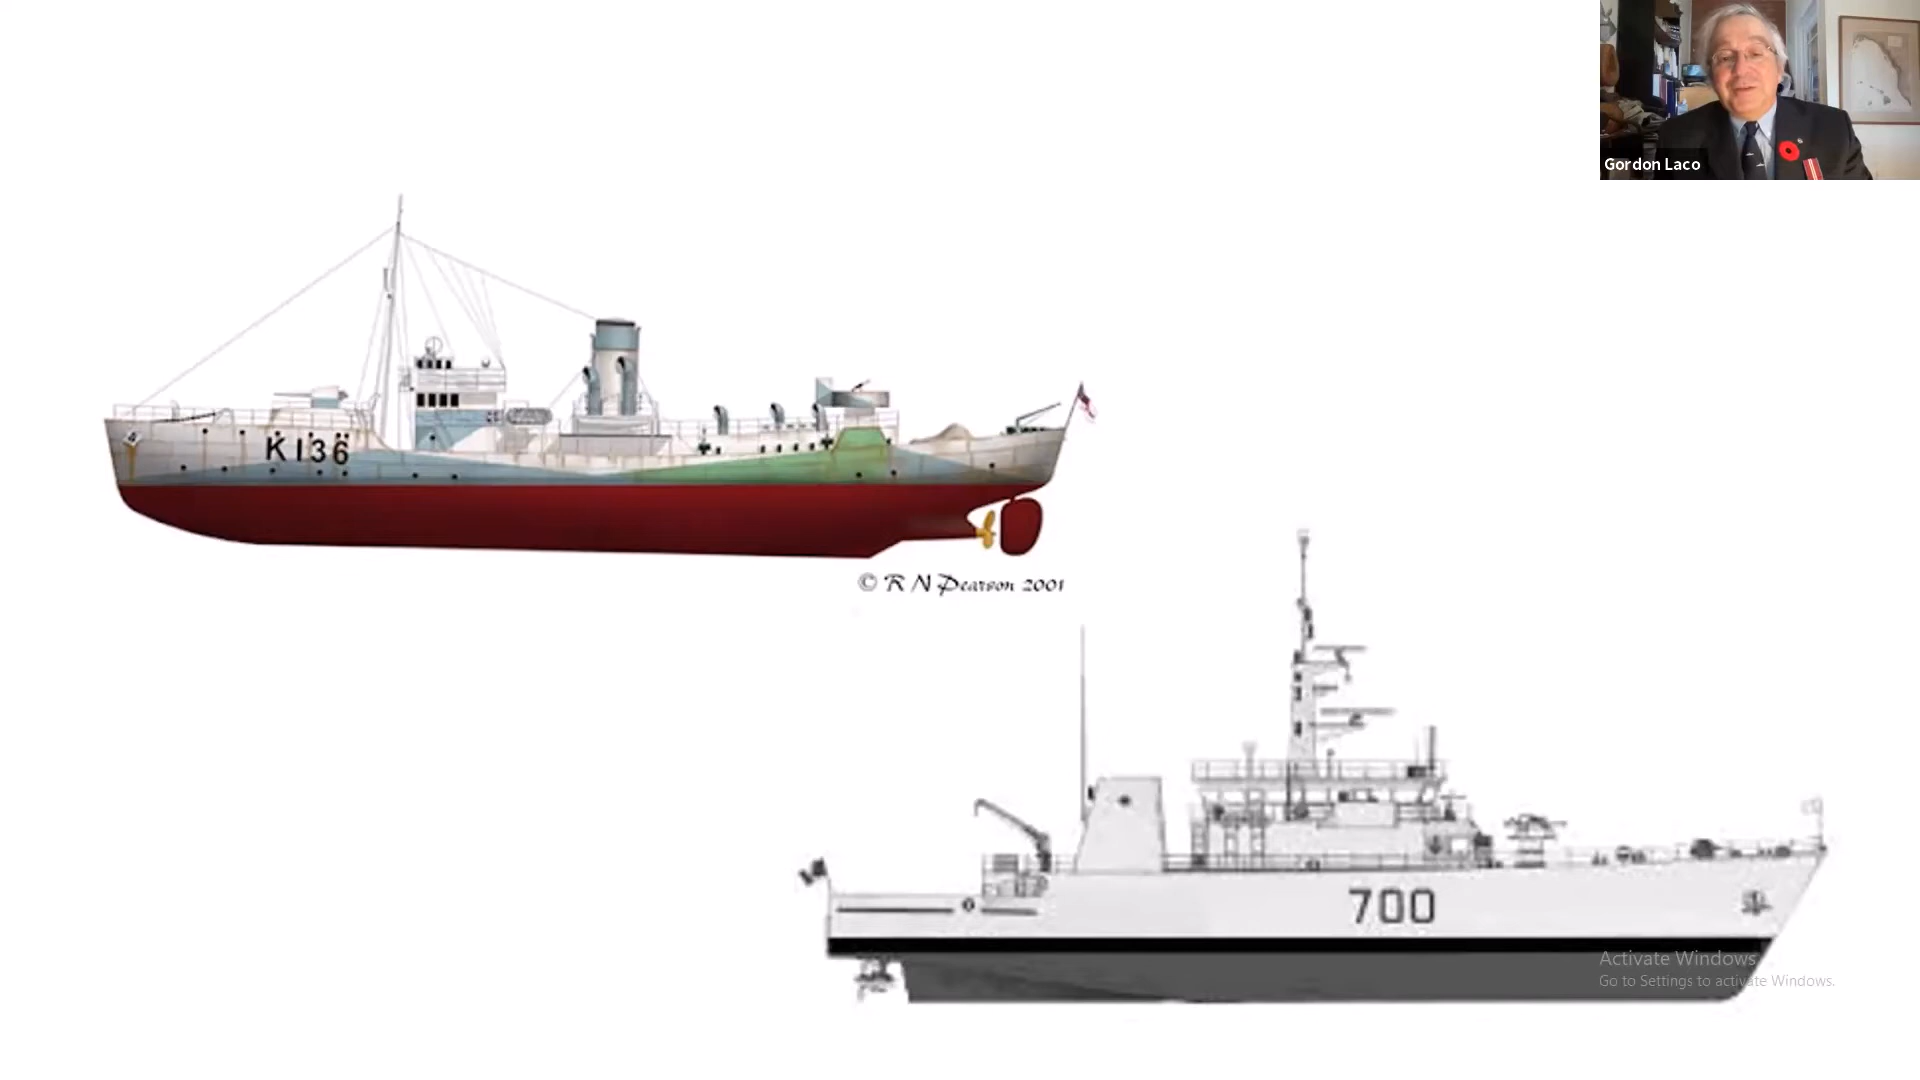 Gordon Laco
K136
© R N Pearson 2001
700
Activate Windows
Go to Settings to activate Windows.